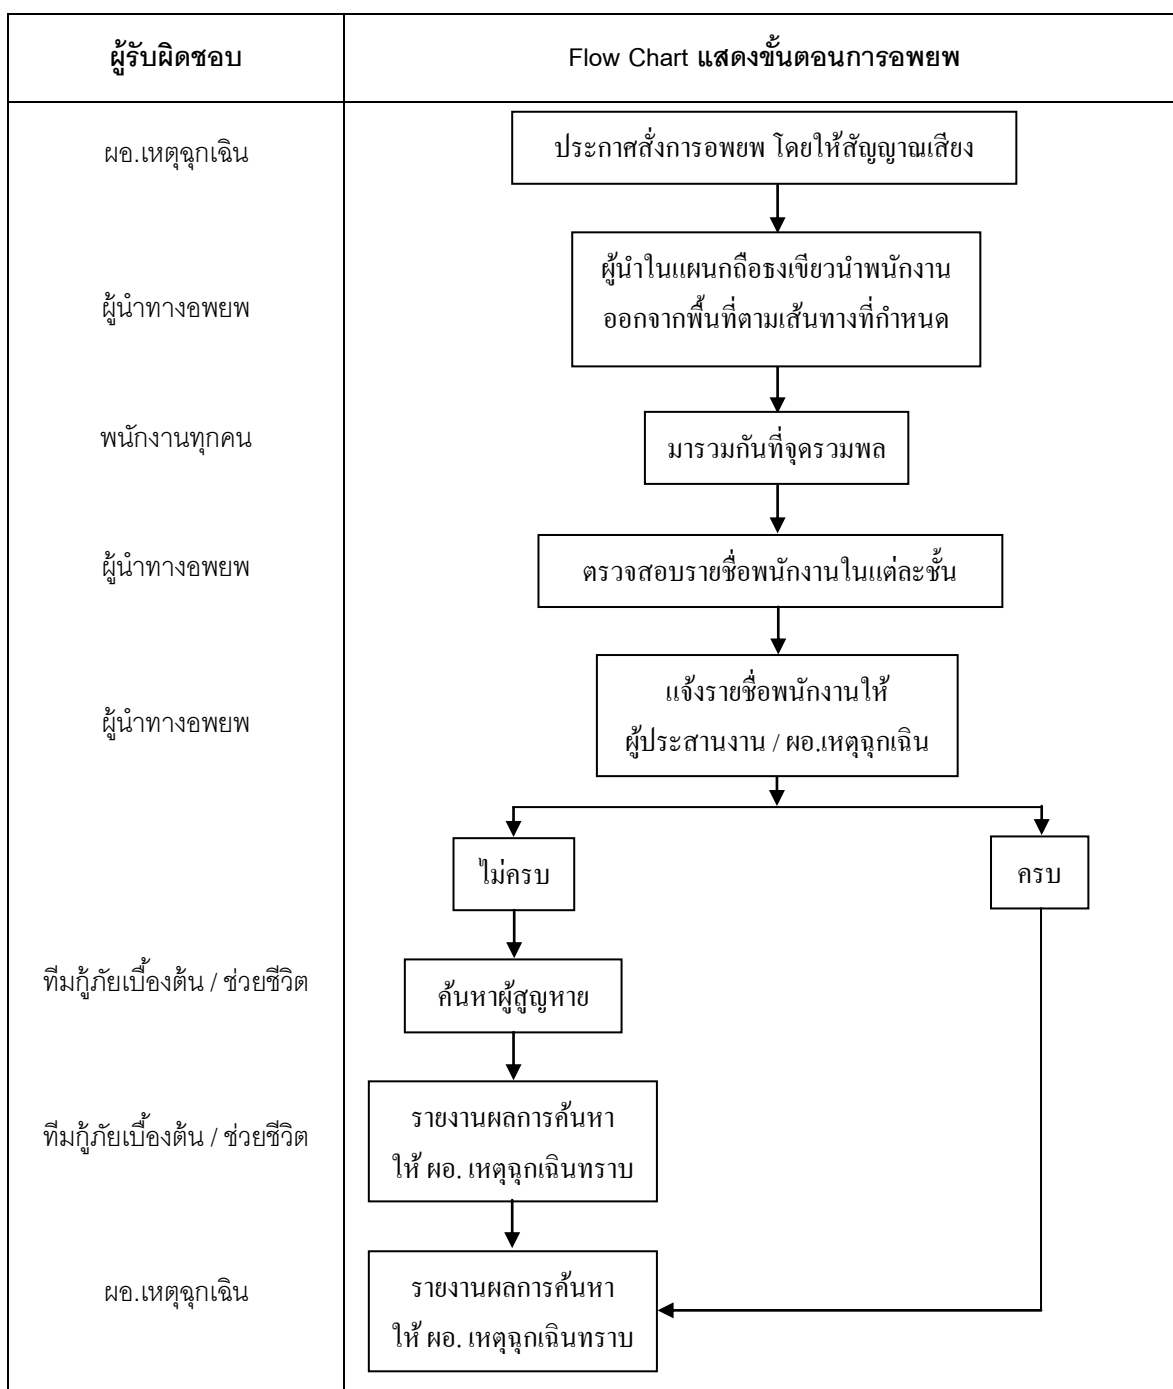 ผู้รับผิดชอบ
Flow Chart แสดงขั้นตอนการอพยพ
ผอ.เหตุฉุกเฉิน
ประกาศสั่งการอพยพ โดยให้สัญญาณเสียง
ผู้นำทางอพยพ
ผู้นำในแผนกถือธงเขียวนำพนักงาน
ออกจากพื้นที่ตามเส้นทางที่กำหนด
พนักงานทุกคน
มารวมกันที่จุดรวมพล
ผู้นำทางอพยพ
ตรวจสอบรายชื่อพนักงานในแต่ละชั้น
ผู้นำทางอพยพ
แจ้งรายชื่อพนักงานให้
ผู้ประสานงาน / ผอ.เหตุฉุกเฉิน
ไม่ครบ
ครบ
ทีมกู้ภัยเบื้องต้น / ช่วยชีวิต
ค้นหาผู้สูญหาย
ทีมกู้ภัยเบื้องต้น / ช่วยชีวิต
รายงานผลการค้นหา
ให้ ผอ. เหตุฉุกเฉินทราบ
ผอ.เหตุฉุกเฉิน
รายงานผลการค้นหา
ให้ ผอ. เหตุฉุกเฉินทราบ